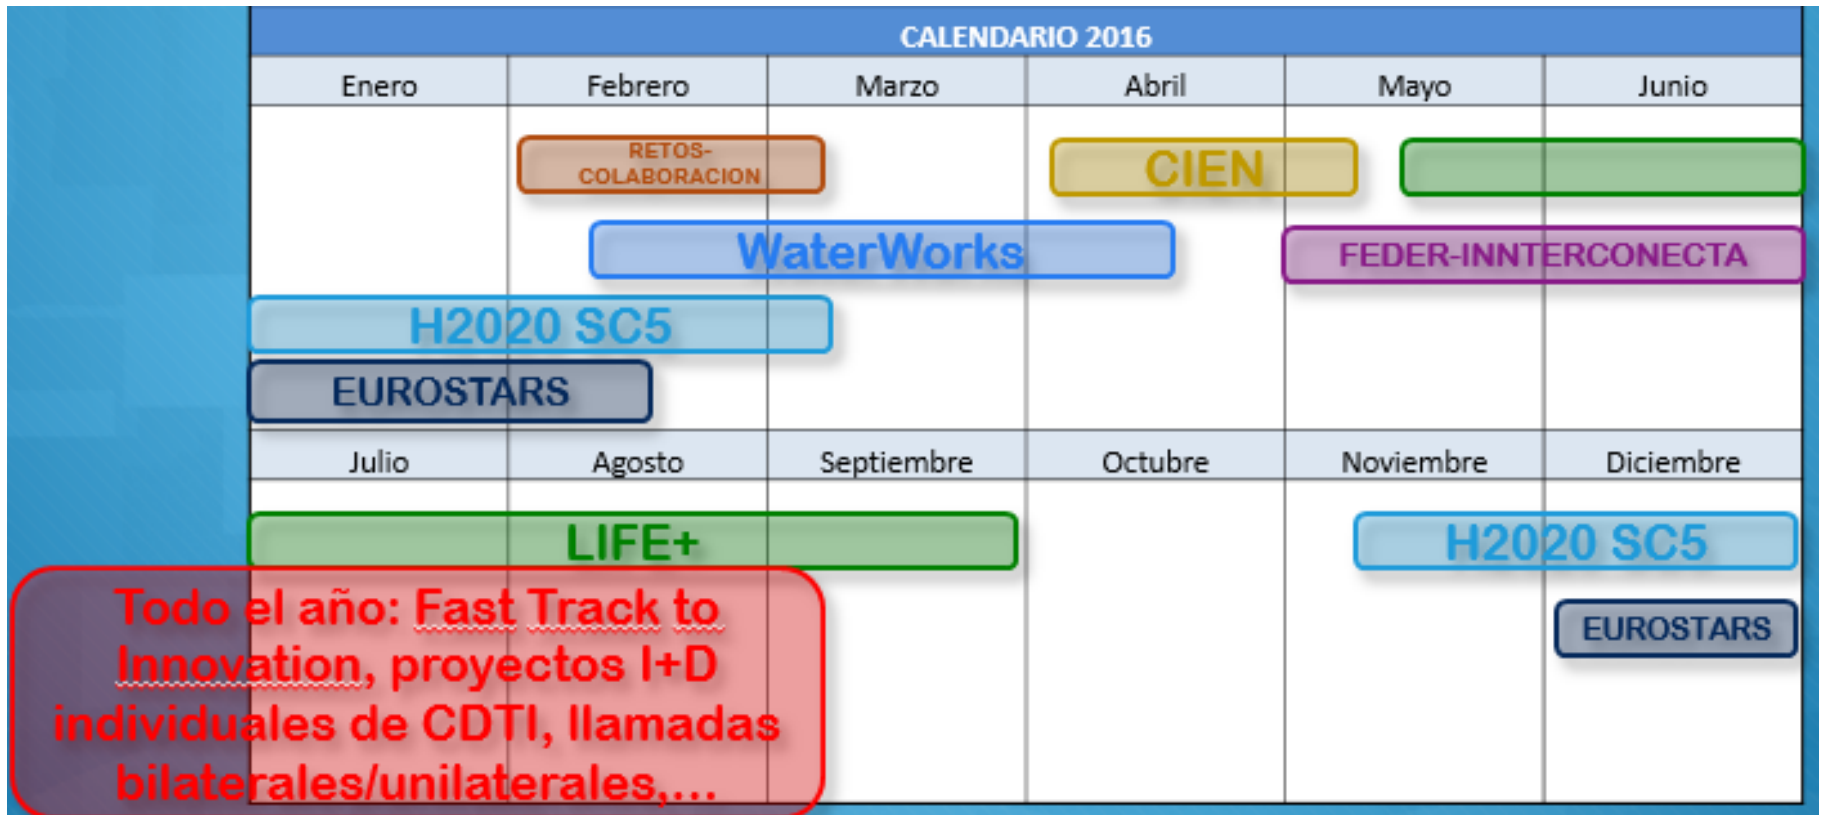 CALENDARIO 2016
Enero
Febrero
Marzo
Abril
Mayo
Junio
RETOS-
COLABORACION
CIEN
WaterWorks
FEDER-INNTERCONECTA
H2020 SC5
EUROSTARS
Julio
Agosto
Septiembre
Octubre
Noviembre
Diciembre
LIFE+
H2020 SC5
EUROSTARS
Todo el año: Fast Track to
Innovation, proyectos I+D
individuales de CDTI, llamadas
bilaterales/unilaterales,...